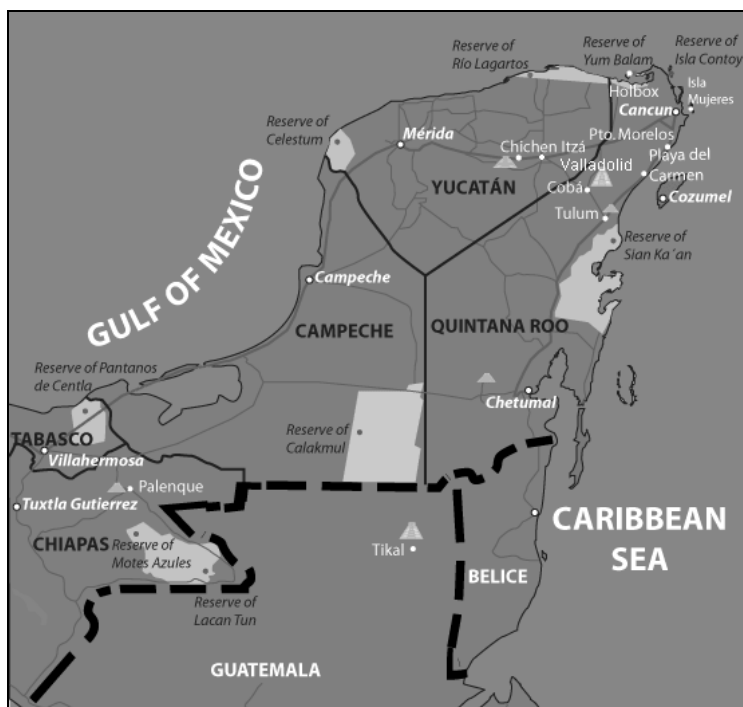 Reserve of
Río Lagartos
Reserve of
Yum Balam
Reserve of
Isla Contoy
Holbox
Isla
Mujeres
Cancun
Reserve of
Celestum
Mérida
Pto. Morelos
Chichen Itzá
Valladolid
Playa del
Carmen
YUCATÁN
Cobá
Cozumel
Tulum
GULF OF MEXICO
Reserve of
Sian Ka´an
Campeche
CAMPECHE
QUINTANA ROO
Reserve of Pantanos
de Centla
Chetumal
Reserve of
Calakmul
TABASCO
Villahermosa
Palenque
Tuxtla Gutierrez
CARIBBEAN
SEA
CHIAPAS
Reserve of
Motes Azules
Tikal
BELICE
Reserve of
Lacan Tun
GUATEMALA